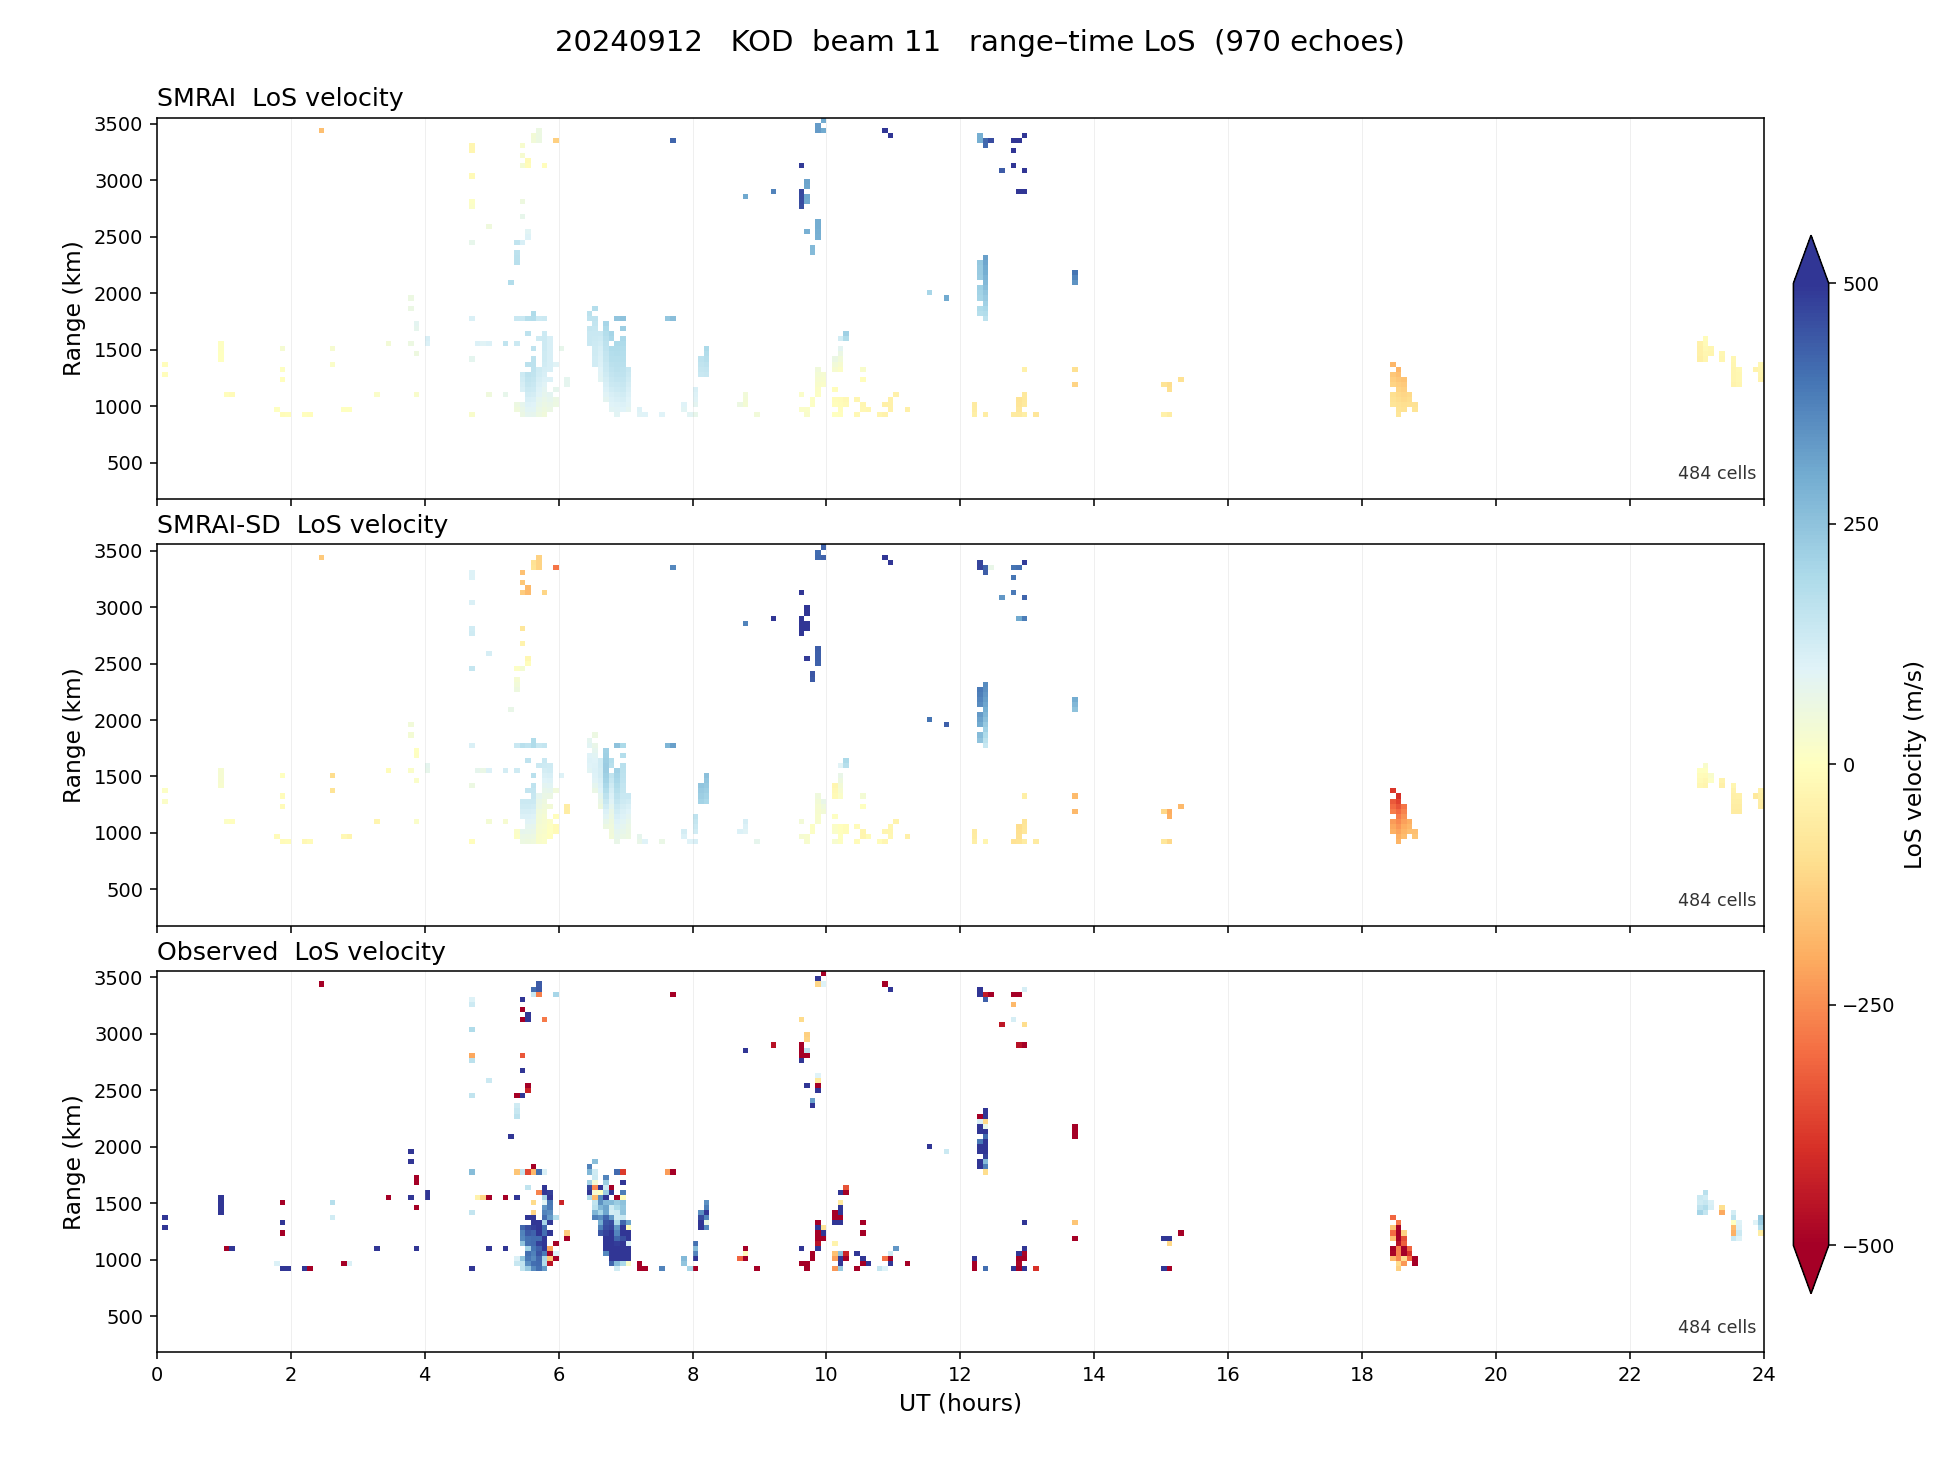 20240912 KOD beam 11 range–time LoS (970 echoes)
SMRAI LoS velocity
3500
3000
2500
2000
1500
1000
500
Range (km)
484 cells
SMRAI-SD LoS velocity
3500
3000
2500
2000
1500
1000
500
Range (km)
484 cells
Observed LoS velocity
3500
3000
2500
2000
1500
1000
500
Range (km)
484 cells
0 2 4 6 8 10 12 14 16 18 20 22 24
UT (hours)
500
250
0
−250
−500
LoS velocity (m/s)